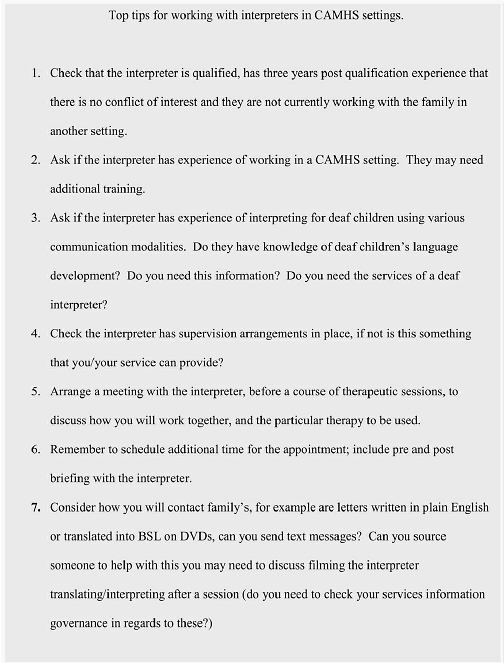 Top tips for working with interpreters in CAMHS settings.
1. Check that the interpreter is qualified, has three years post qualification experience that
there is no conflict of interest and they are not currently working with the family in
another setting.
2. Ask if the interpreter has experience of working in a CAMHS setting. They may need
additional training.
3. Ask if the interpreter has experience of interpreting for deaf children using various
communication modalities. Do they have knowledge of deaf children's language
development? Do you need this information? Do you need the services of a deaf
interpreter?
4. Check the interpreter has supervision arrangements in place, if not is this something
that you/your service can provide?
5. Arrange a meeting with the interpreter, before a course of therapeutic sessions, to
discuss how you will work together, and the particular therapy to be used.
6. Remember to schedule additional time for the appointment; include pre and post
briefing with the interpreter.
7. Consider how you will contact family's, for example are letters written in plain English
or translated into BSL on DVDs, can you send text messages? Can you source
someone to help with this you may need to discuss filming the interpreter
translating/interpreting after a session (do you need to check your services information
governance in regards to these?)